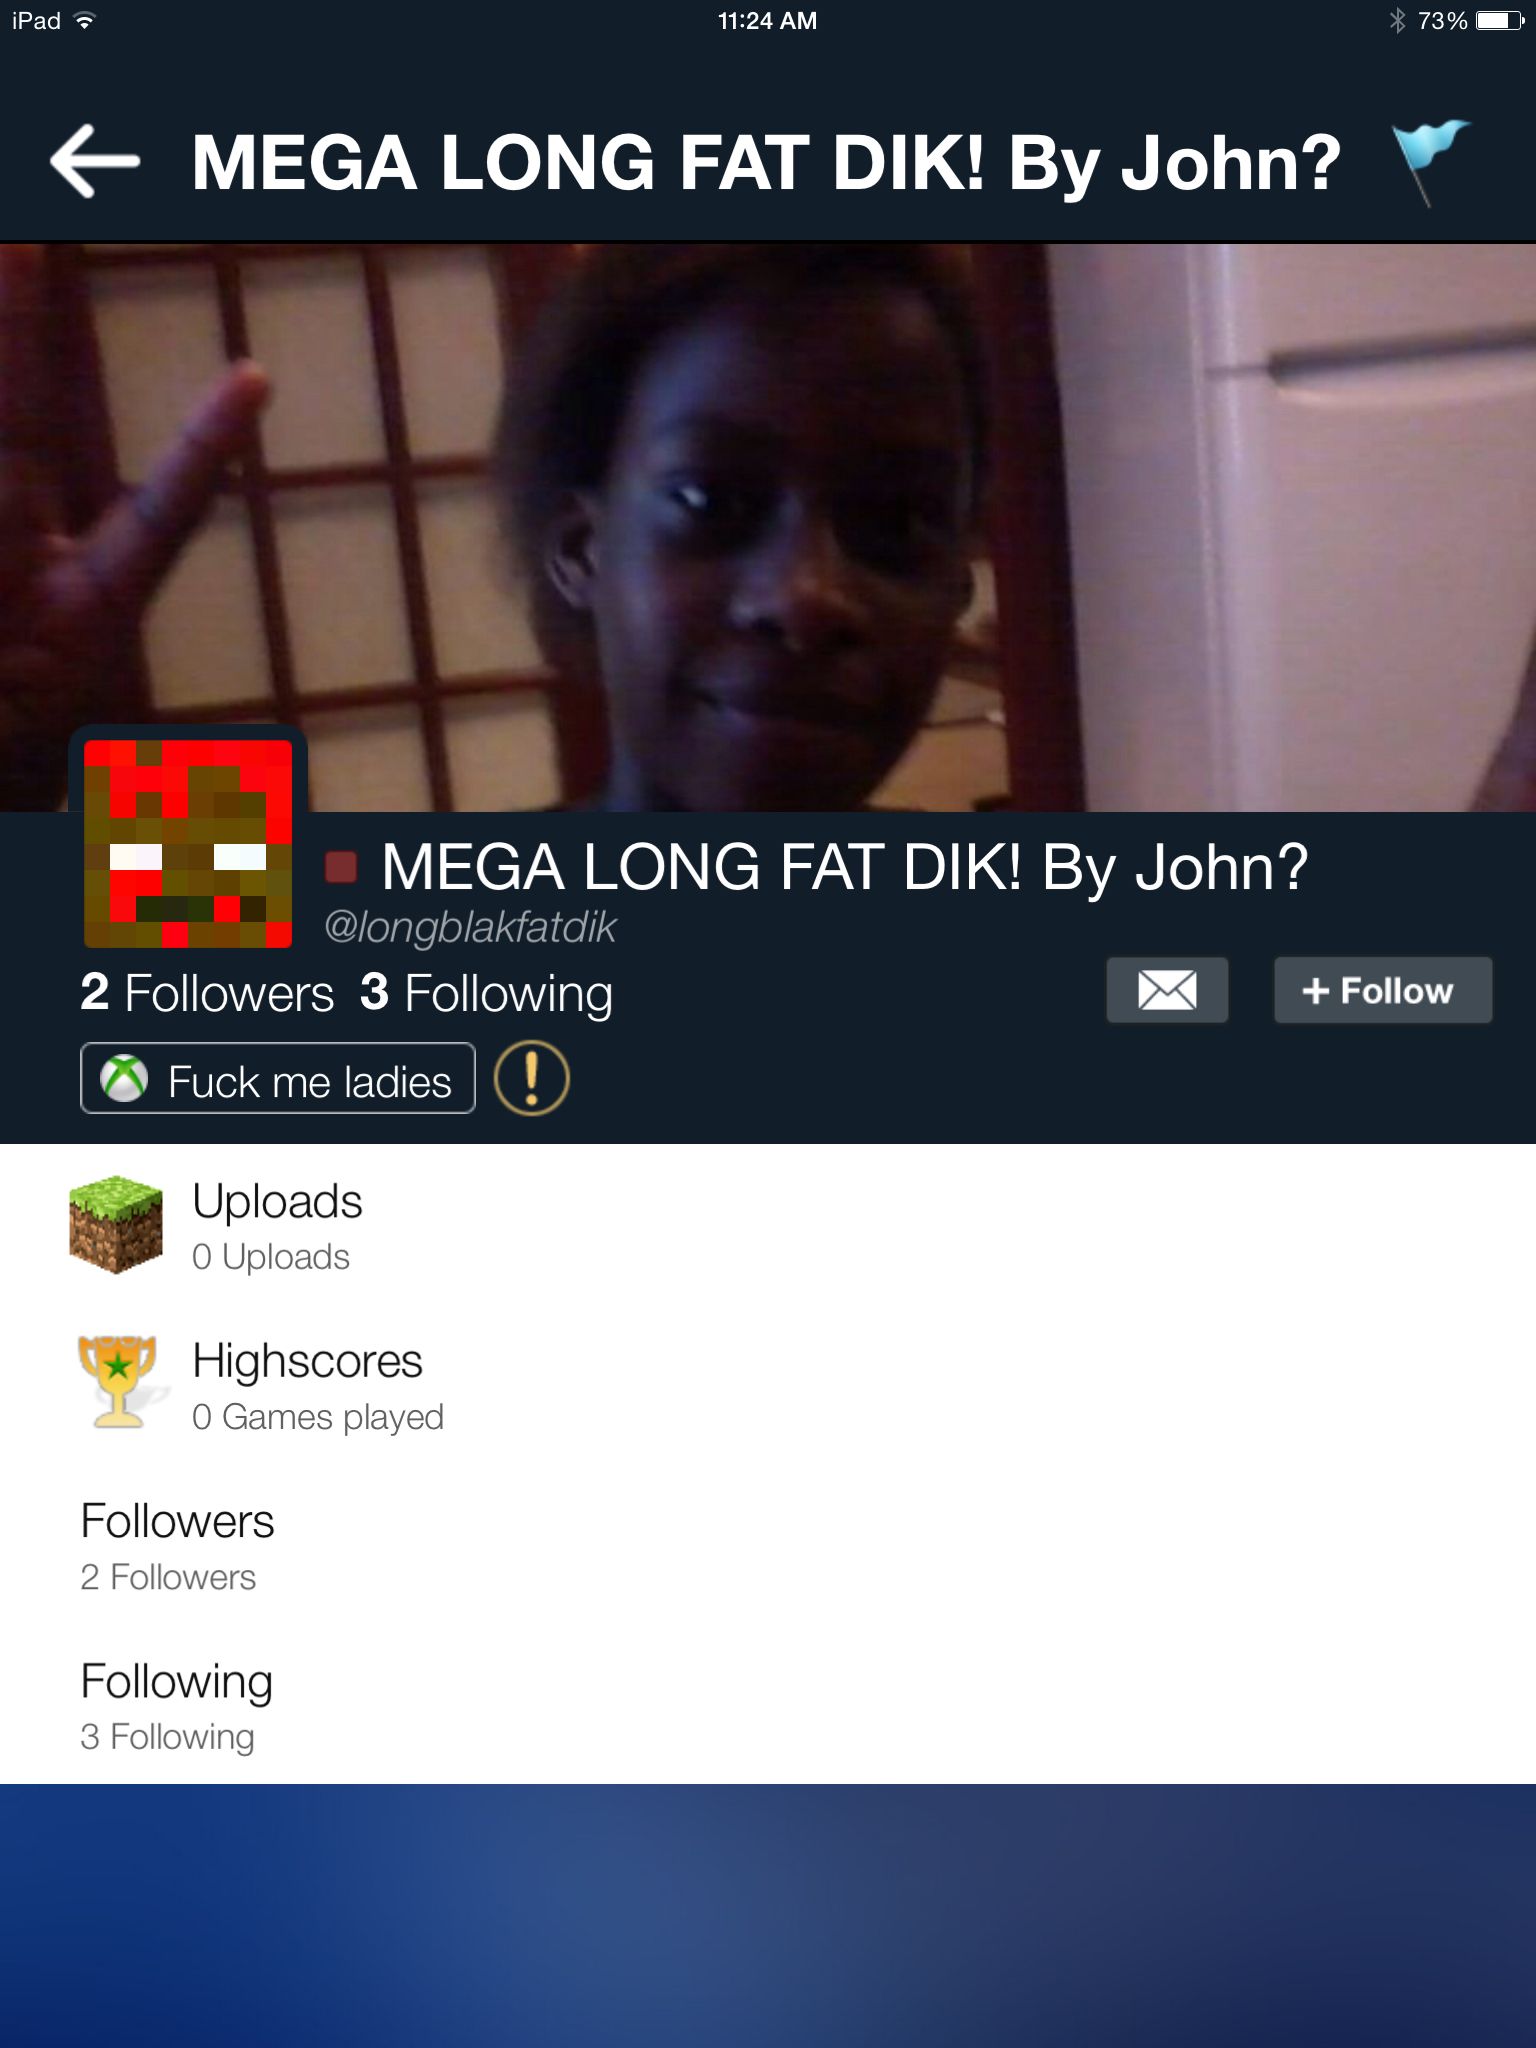 iPad 11:24 AM 73%
MEGA LONG FAT DIK! By John?
MEGA LONG FAT DIK! By John?
@longblakfatdik
2 Followers 3 Following
+ Follow
Fuck me ladies
Uploads
0 Uploads
Highscores
0 Games played
Followers
2 Followers
Following
3 Following